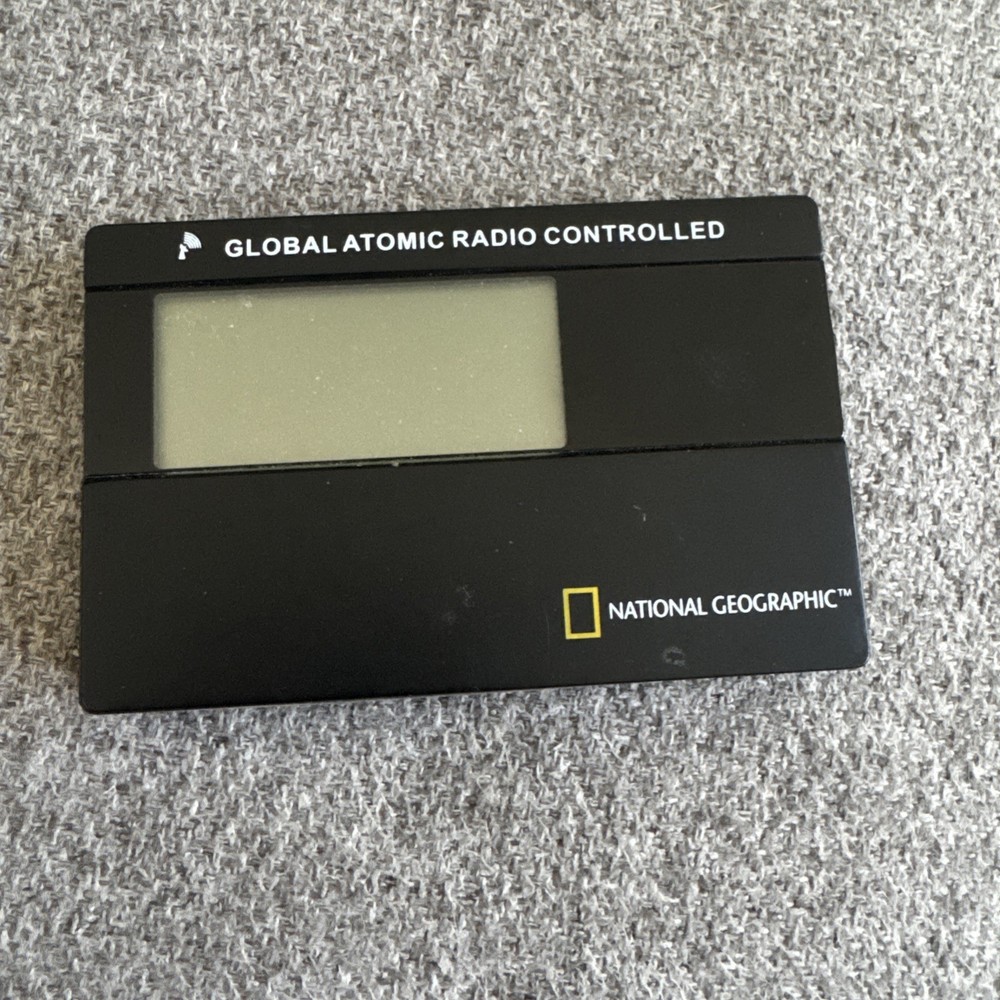 GLOBAL ATOMIC RADIO CONTROLLED
NATIONAL GEOGRAPHIC™